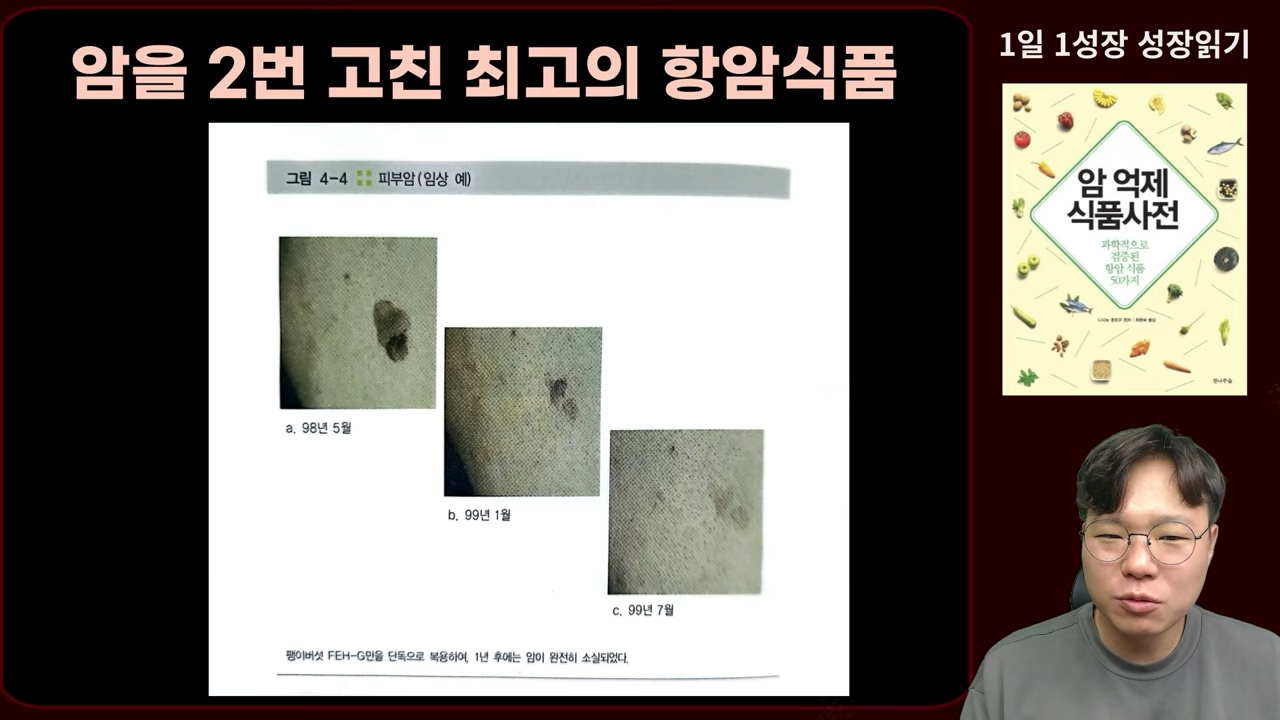 암을 2번 고친 최고의 항암식품
1일 1성장 성장읽기
그림 4-4 피부암(임상 예)
a. 98년 5월
b. 99년 1월
c. 99년 7월
팽이버섯 FEH-G만을 단독으로 복용하여, 1년 후에는 암이 완전히 소실되었다.
암 억제
식품사전
과학적으로
검증된
항암 식품
50가지